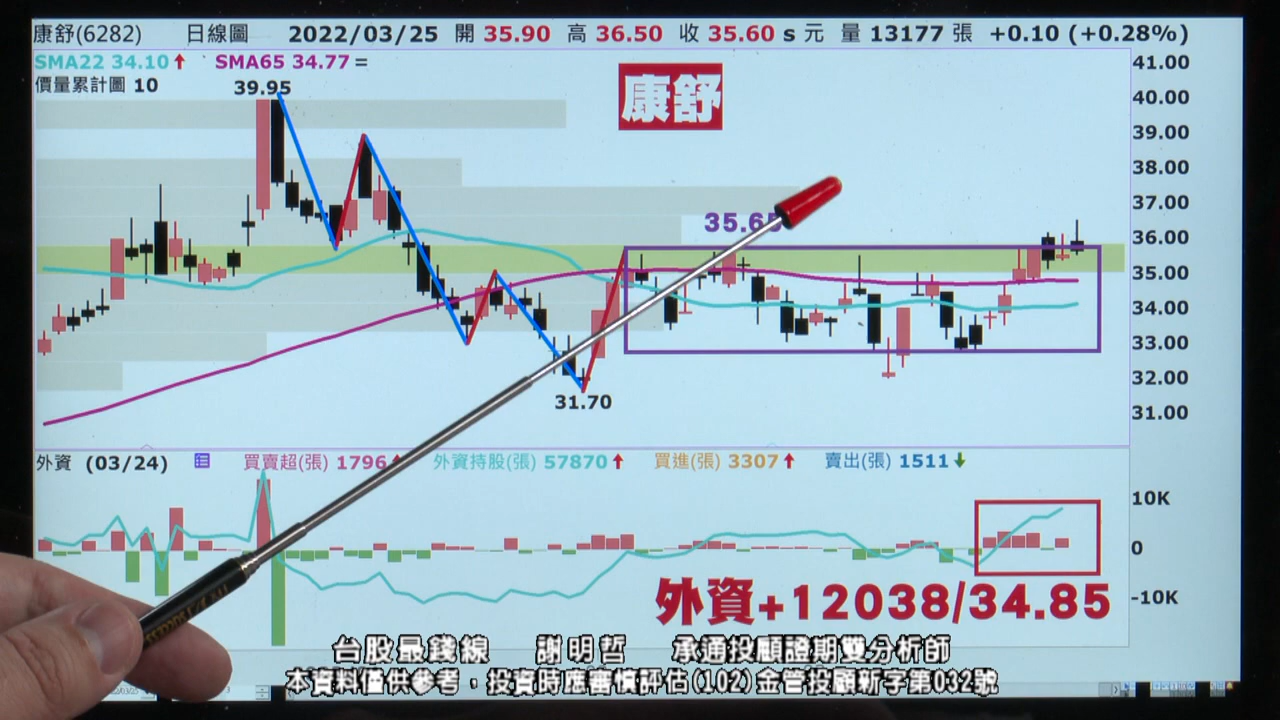 康舒(6282) 日線圖 2022/03/25 開 35.90 高 36.50 收 35.60 s 元 量 13177 張 +0.10 (+0.28%)
SMA22 34.10↑ SMA65 34.77 =
價量累計圖 10
39.95
康舒
41.00
40.00
39.00
38.00
37.00
36.00
35.00
34.00
33.00
32.00
31.00
35.65
31.70
外資 (03/24) 買賣超(張) 1796↑ 外資持股(張) 57870↑ 買進(張) 3307↑ 賣出(張) 1511↓
10K
0
-10K
外資+12038/34.85
台股最錢線 謝明哲 承通投顧證期雙分析師
本資料僅供參考，投資時應審慎評估(102)金管投顧新字第032號